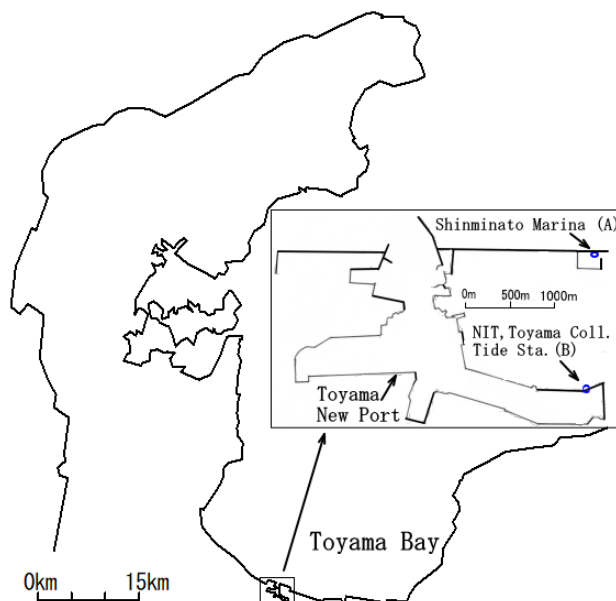 Shinminato Marina (A)
0m 500m 1000m
NIT,Toyama Coll.
Tide Sta.(B)
Toyama
New Port
Toyama Bay
0km 15km